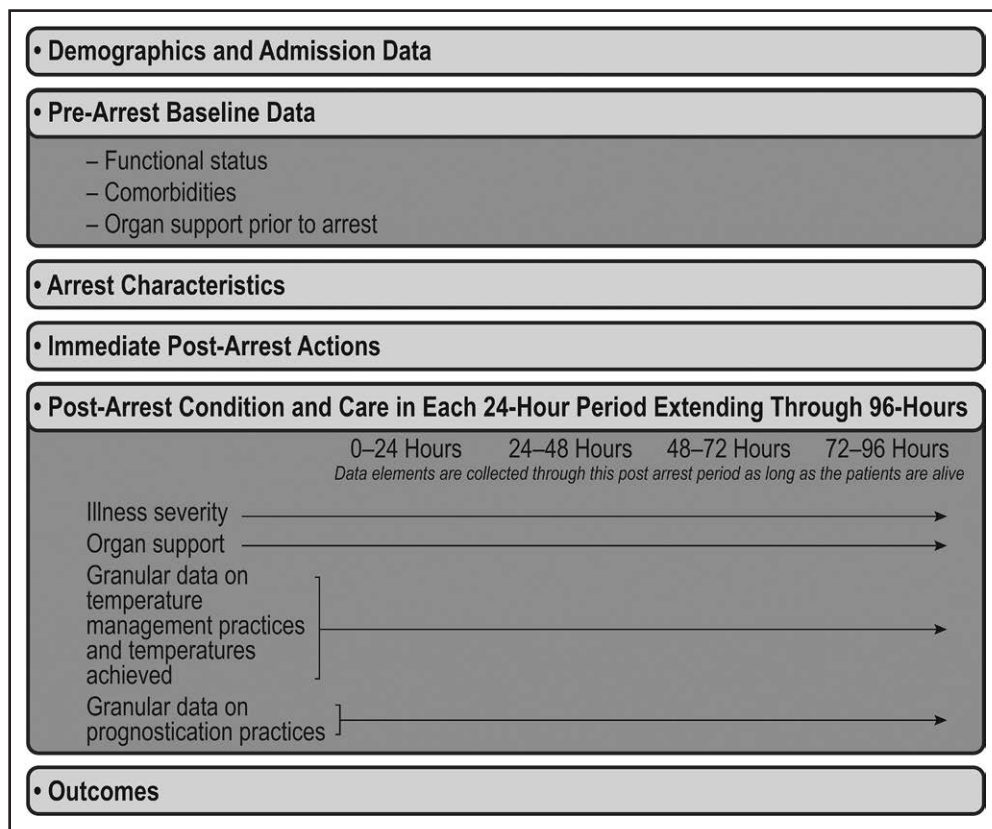 • Demographics and Admission Data
• Pre-Arrest Baseline Data
– Functional status
– Comorbidities
– Organ support prior to arrest
• Arrest Characteristics
• Immediate Post-Arrest Actions
• Post-Arrest Condition and Care in Each 24-Hour Period Extending Through 96-Hours
0–24 Hours 24–48 Hours 48–72 Hours 72–96 Hours
Data elements are collected through this post arrest period as long as the patients are alive
Illness severity
Organ support
Granular data on
temperature
management practices
and temperatures
achieved
Granular data on
prognostication practices
• Outcomes